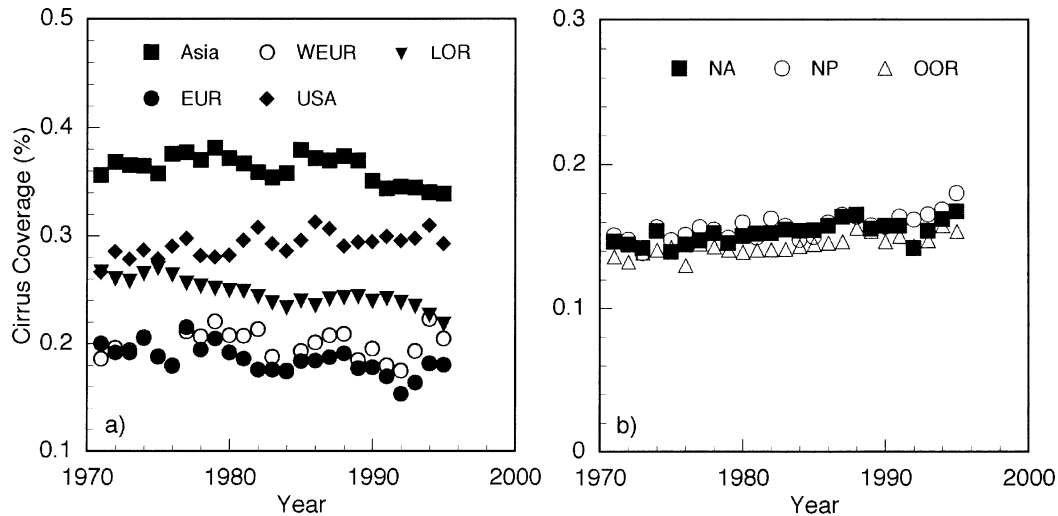 0.5
Asia WEUR LOR
EUR USA
0.4
0.3
0.2
0.1
Cirrus Coverage (%)
a)
1970 1980 1990 2000
Year
0.3
NA NP OOR
0.2
0.1
0
b)
1970 1980 1990 2000
Year